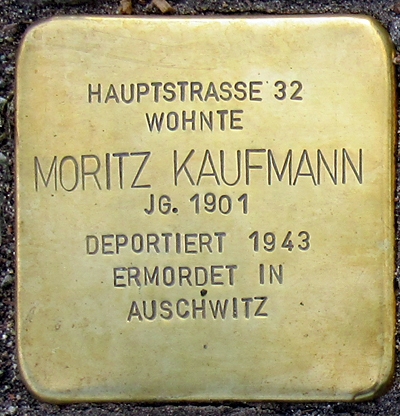 HAUPTSTRASSE 32
WOHNTE
MORITZ KAUFMANN
JG. 1901
DEPORTIERT 1943
ERMORDET IN
AUSCHWITZ